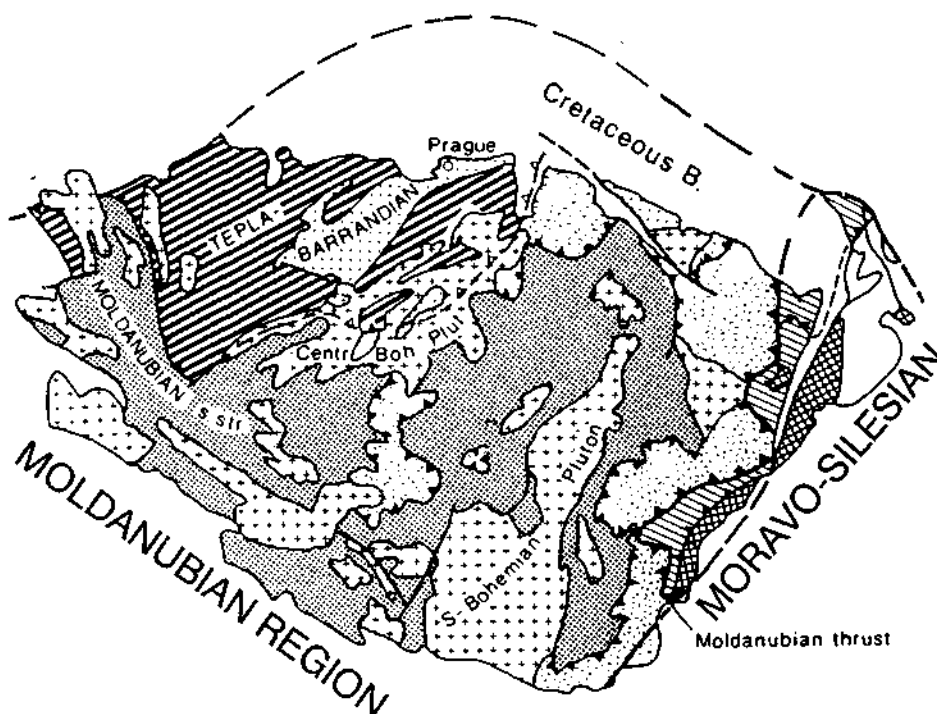 Cretaceous B.
Prague
TEPLA
BARRANDIAN
MOLDANUBIAN s str
Centr Boh Plut
Pluton
S-Bohemian
MOLDANUBIAN REGION
MORAVO-SILESIAN
Moldanubian thrust